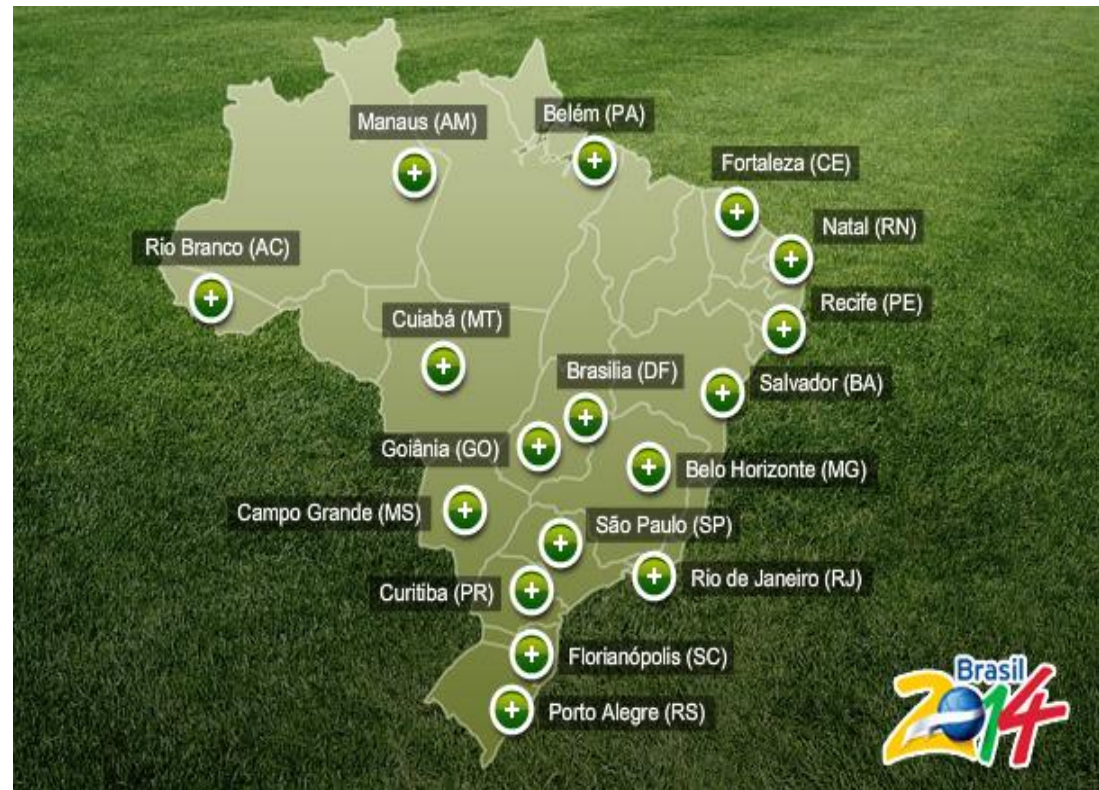 Belém (PA)
Manaus (AM)
Fortaleza (CE)
Natal (RN)
Rio Branco (AC)
Recife (PE)
Cuiabá (MT)
Brasilia (DF)
Salvador (BA)
Goiânia (GO)
Belo Horizonte (MG)
Campo Grande (MS)
São Paulo (SP)
Rio de Janeiro (RJ)
Curitiba (PR)
Florianópolis (SC)
Porto Alegre (RS)
Brasil
2014